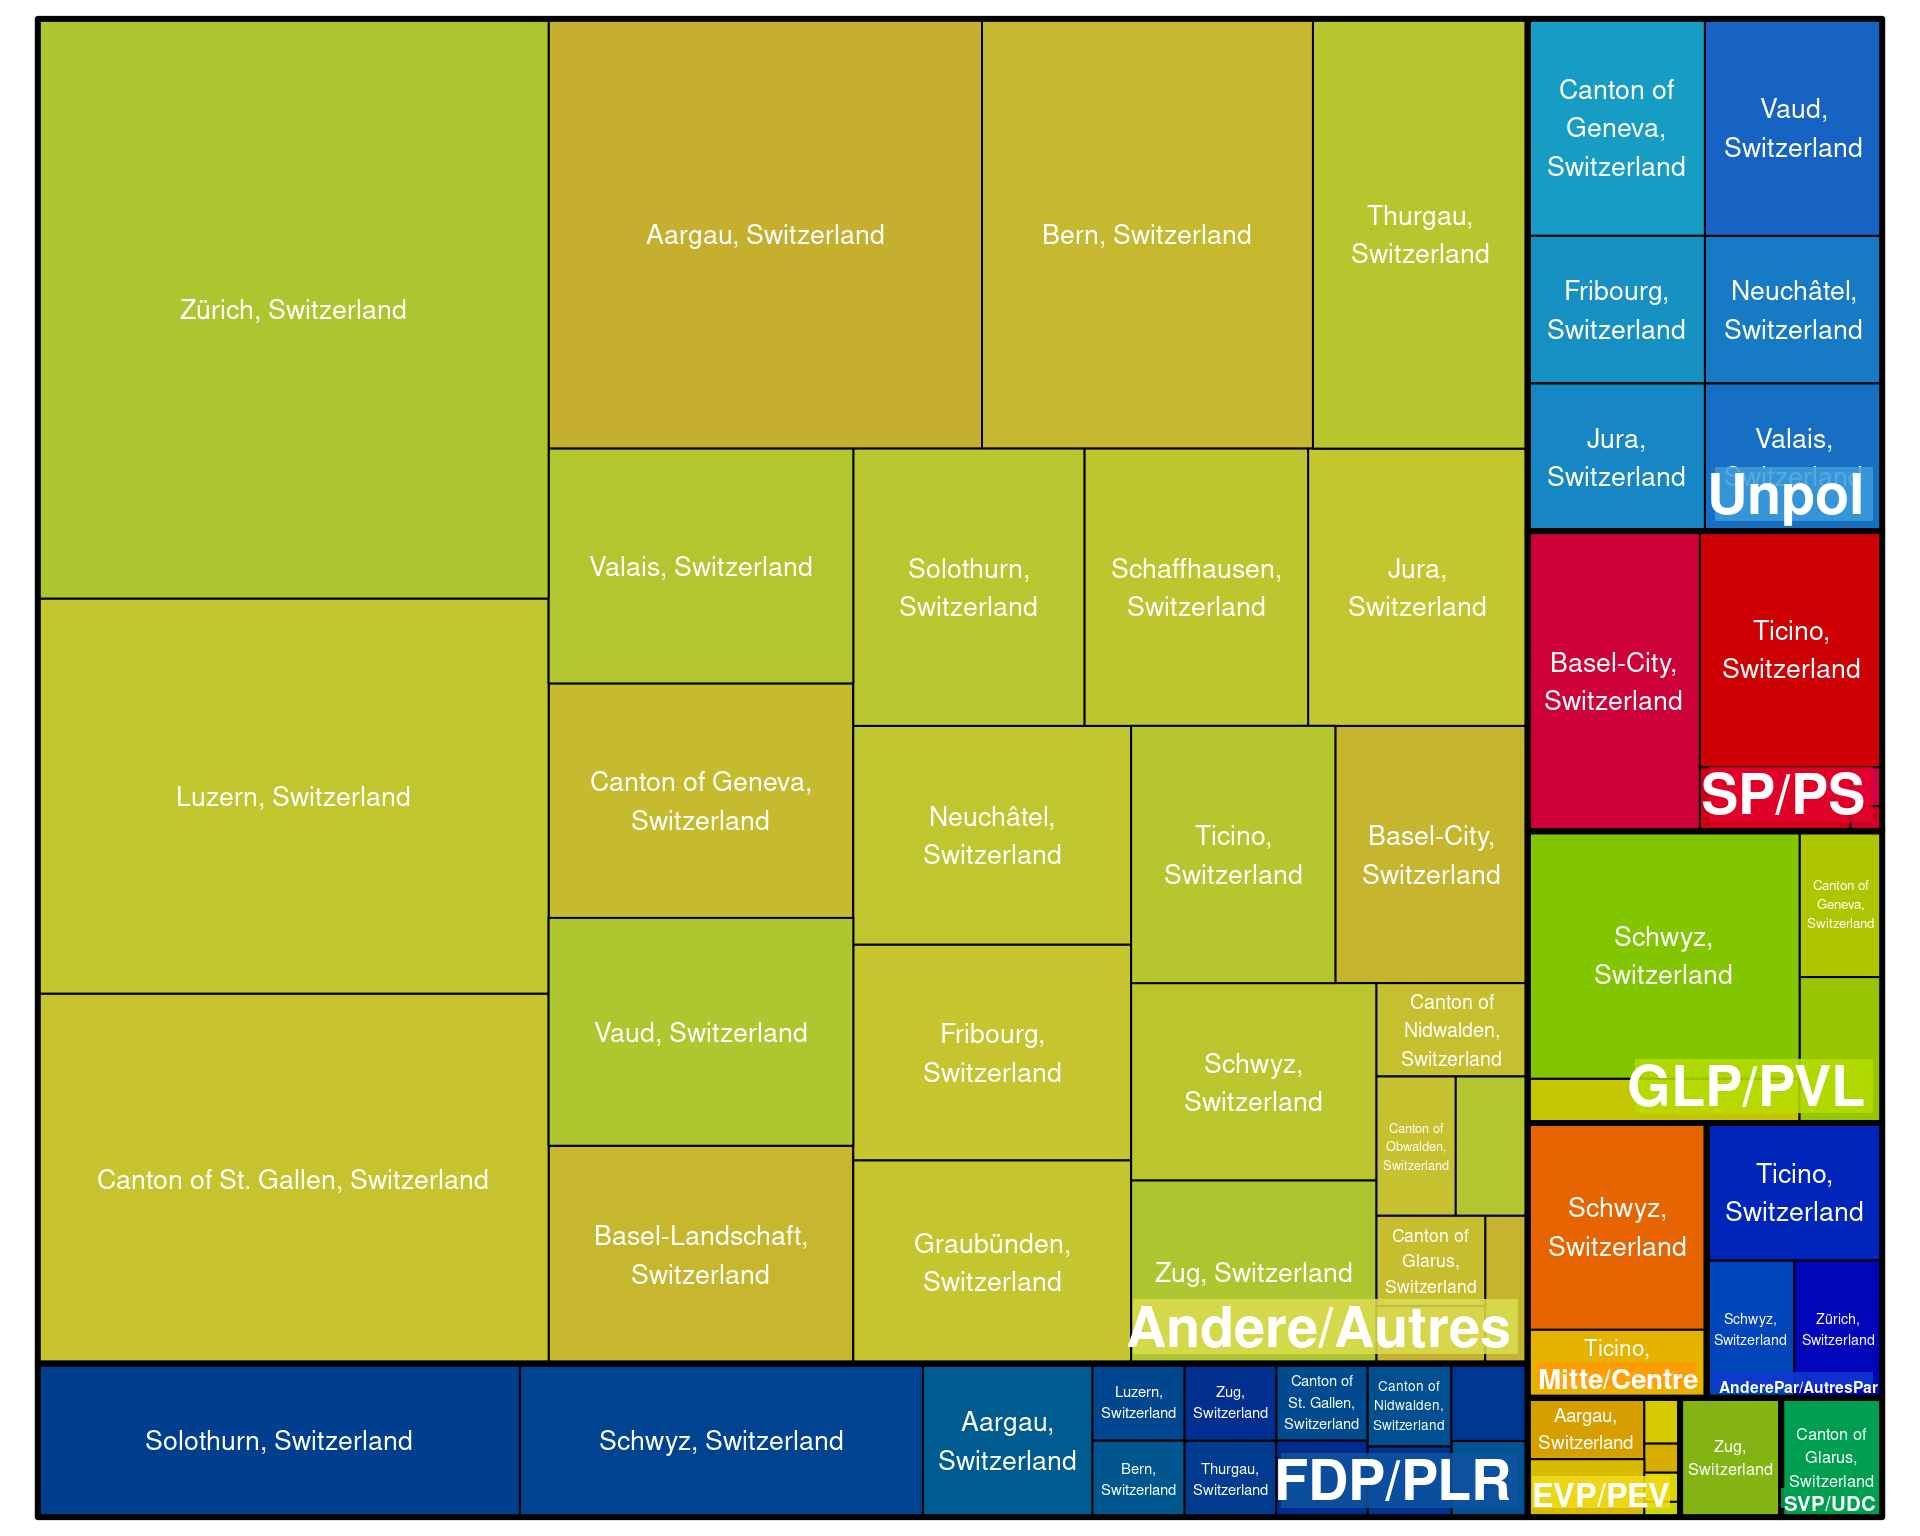 Zürich, Switzerland
Luzern, Switzerland
Canton of St. Gallen, Switzerland
Aargau, Switzerland
Bern, Switzerland
Thurgau,
Switzerland
Valais, Switzerland
Canton of Geneva,
Switzerland
Vaud, Switzerland
Basel-Landschaft,
Switzerland
Solothurn,
Switzerland
Schaffhausen,
Switzerland
Jura,
Switzerland
Neuchâtel,
Switzerland
Fribourg,
Switzerland
Graubünden,
Switzerland
Ticino,
Switzerland
Basel-City,
Switzerland
Schwyz,
Switzerland
Zug, Switzerland
Canton of
Nidwalden,
Switzerland
Canton of
Obwalden,
Switzerland
Canton of
Glarus,
Switzerland
Andere/Autres
Solothurn, Switzerland
Schwyz, Switzerland
Aargau,
Switzerland
Luzern,
Switzerland
Bern,
Switzerland
Zug,
Switzerland
Thurgau,
Switzerland
Canton of
St. Gallen,
Switzerland
Canton of
Nidwalden,
Switzerland
FDP/PLR
Canton of
Geneva,
Switzerland
Vaud,
Switzerland
Fribourg,
Switzerland
Neuchâtel,
Switzerland
Jura,
Switzerland
Valais,
Switzerland
Unpol
Basel-City,
Switzerland
Ticino,
Switzerland
SP/PS
Schwyz,
Switzerland
Canton of
Geneva,
Switzerland
GLP/PVL
Schwyz,
Switzerland
Ticino,
Mitte/Centre
Ticino,
Switzerland
Schwyz,
Switzerland
Zürich,
Switzerland
AnderePar/AutresPar
Aargau,
Switzerland
EVP/PEV
Zug,
Switzerland
Canton of
Glarus,
Switzerland
SVP/UDC